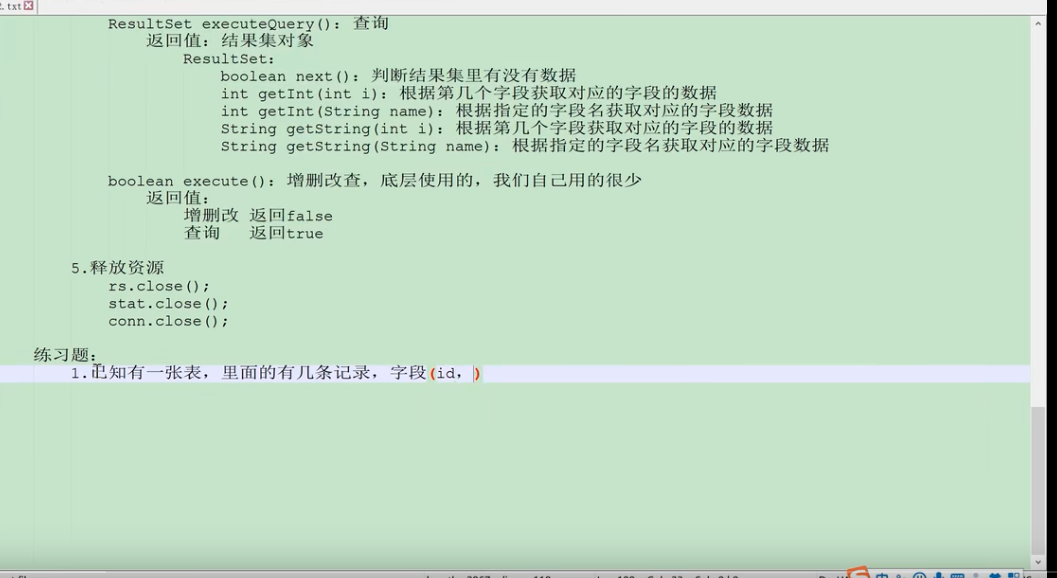 2.txt
ResultSet executeQuery(): 查询
返回值: 结果集对象
ResultSet:
boolean next(): 判断结果集里有没有数据
int getInt(int i): 根据第几个字段获取对应的字段的数据
int getInt(String name): 根据指定的字段名获取对应的字段数据
String getString(int i): 根据第几个字段获取对应的字段的数据
String getString(String name): 根据指定的字段名获取对应的字段数据
boolean execute(): 增删改查, 底层使用的, 我们自己用的很少
返回值:
增删改 返回false
查询 返回true
5.释放资源
rs.close();
stat.close();
conn.close();
练习题:
1.已知有一张表, 里面的有几条记录, 字段(id, )